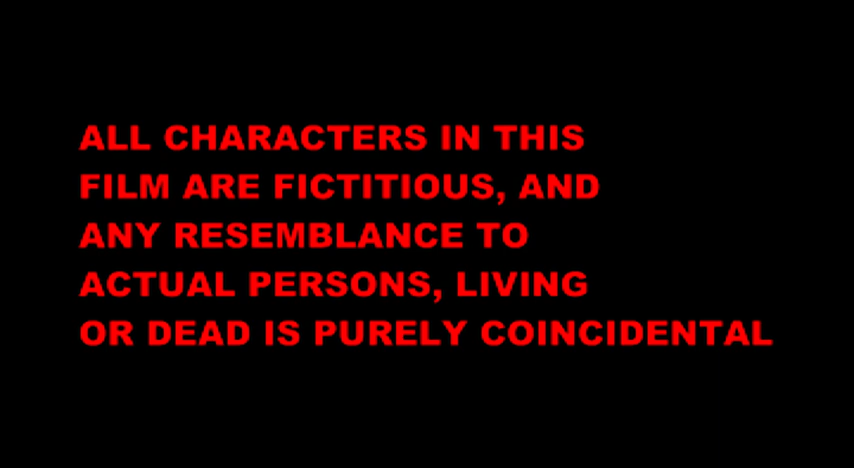 ALL CHARACTERS IN THIS
FILM ARE FICTITIOUS, AND
ANY RESEMBLANCE TO
ACTUAL PERSONS, LIVING
OR DEAD IS PURELY COINCIDENTAL